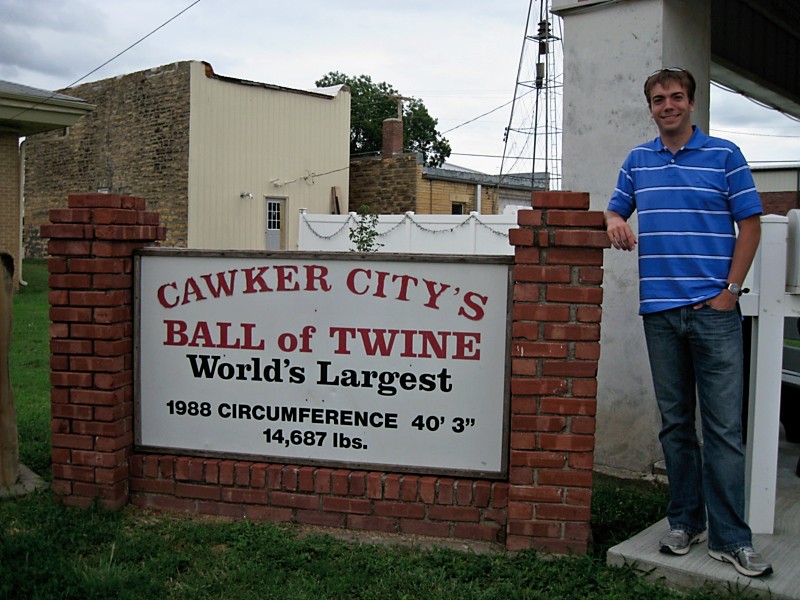 CAWKER CITY'S
BALL of TWINE
World's Largest
1988 CIRCUMFERENCE 40' 3"
14,687 lbs.